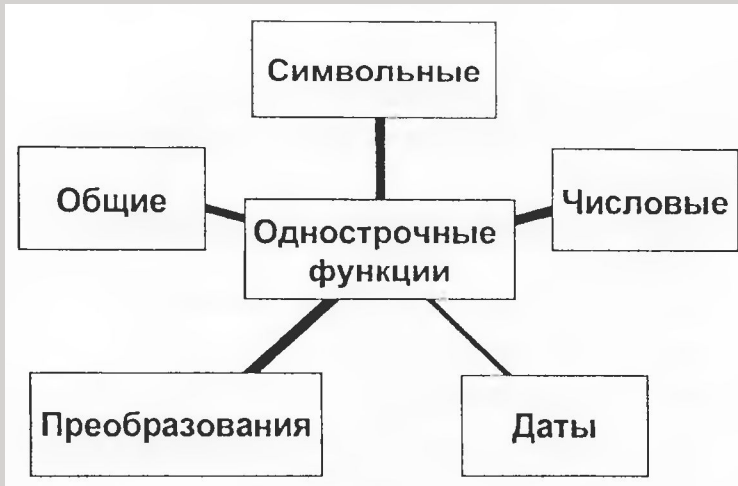 Символьные
Общие
Числовые
Однострочные
функции
Преобразования
Даты